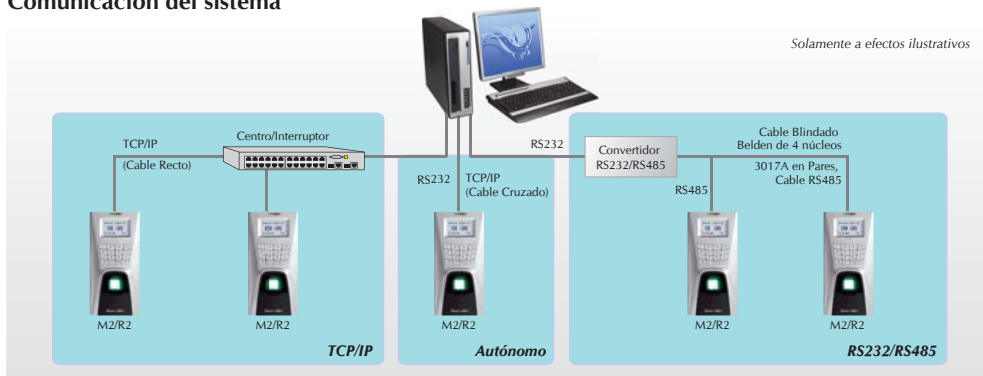 Comunicación del sistema
Solamente a efectos ilustrativos
TCP/IP
(Cable Recto)
Centro/Interruptor
RS232
TCP/IP
(Cable Cruzado)
RS232
Convertidor
RS232/RS485
RS485
Cable Blindado
Belden de 4 núcleos
3017A en Pares,
Cable RS485
M2/R2
M2/R2
M2/R2
M2/R2
M2/R2
TCP/IP
Autónomo
RS232/RS485